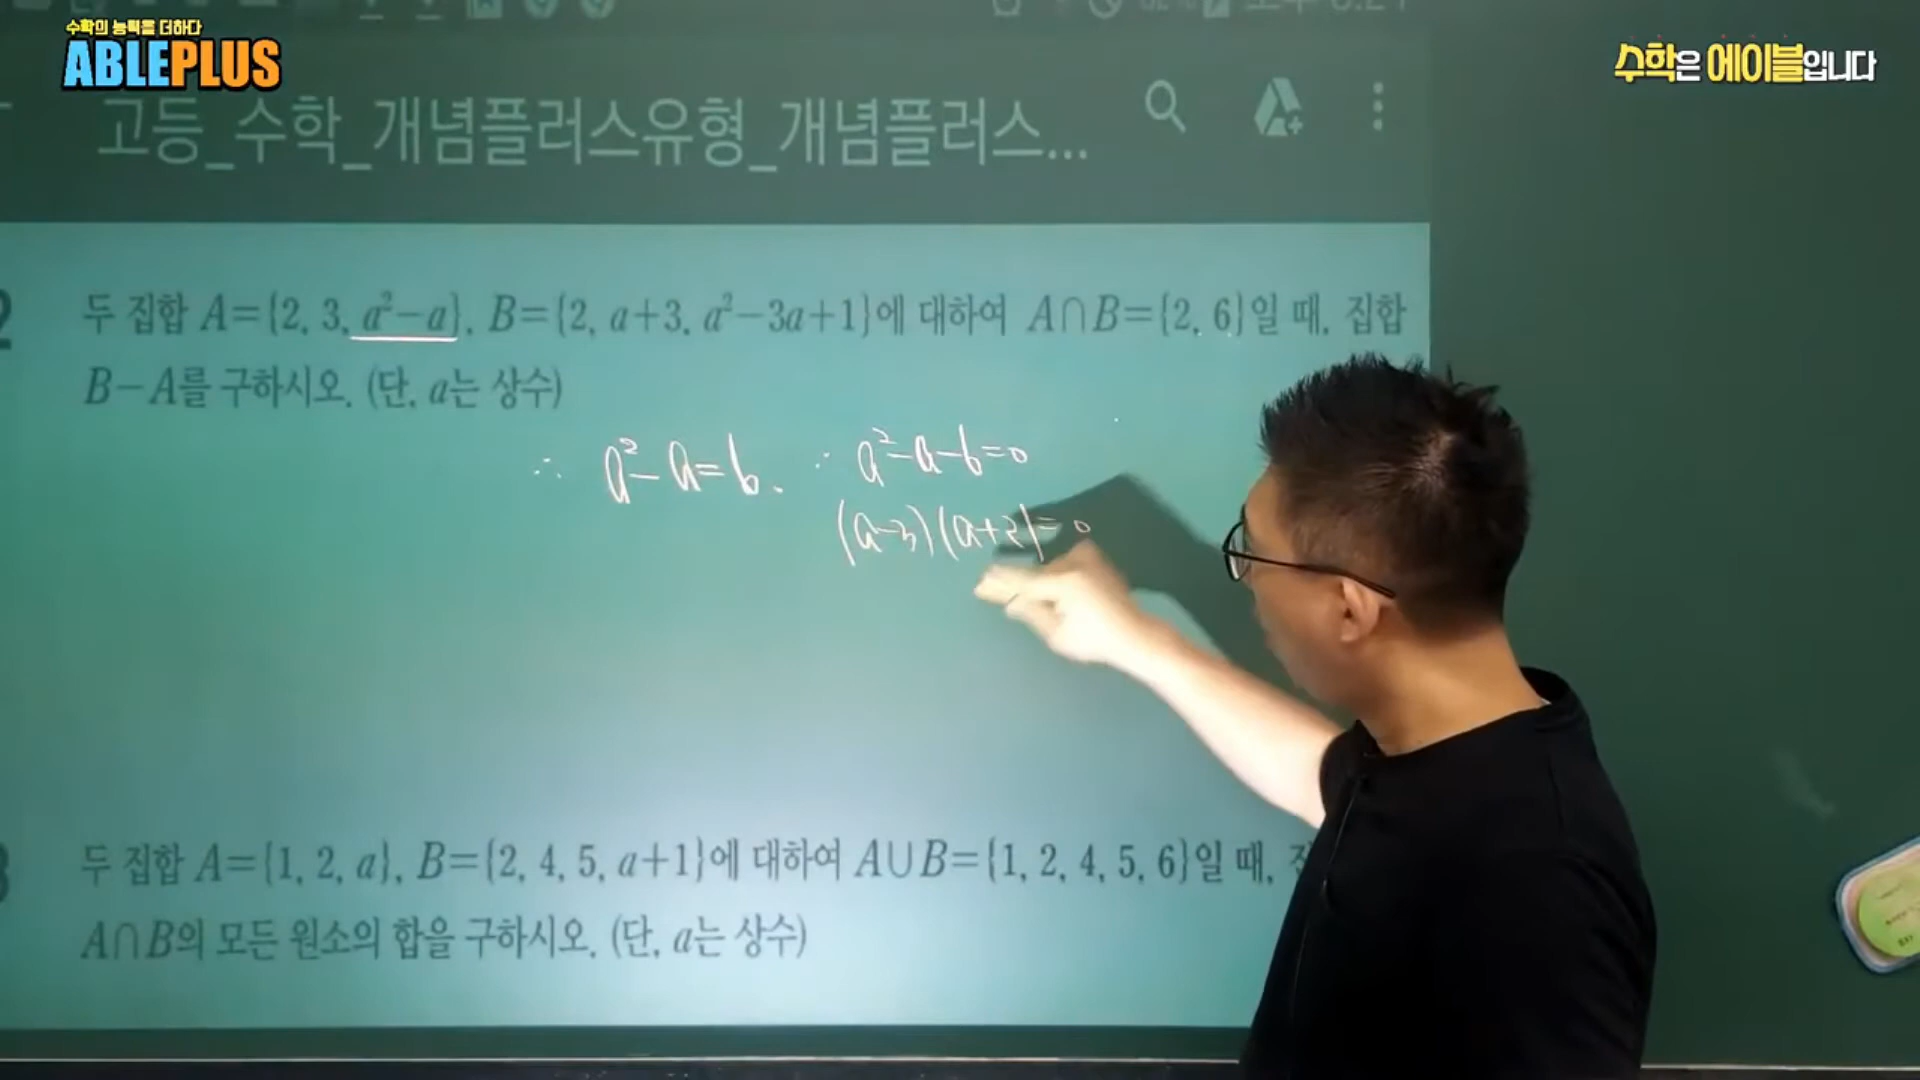 수학의 능력을 더하다
ABLEPLUS
수학은 에이블입니다
고등_수학_개념플러스유형_개념플러스...
2
두 집합 A={2, 3, a²-a}, B={2, a+3, a²-3a+1}에 대하여 A∩B={2, 6}일 때, 집합
B-A를 구하시오. (단, a는 상수)
∴ a²-a=6. ∴ a²-a-6=0
(a-3)(a+2)=0
3
두 집합 A={1, 2, a}, B={2, 4, 5, a+1}에 대하여 A∪B={1, 2, 4, 5, 6}일 때,
A∩B의 모든 원소의 합을 구하시오. (단, a는 상수)